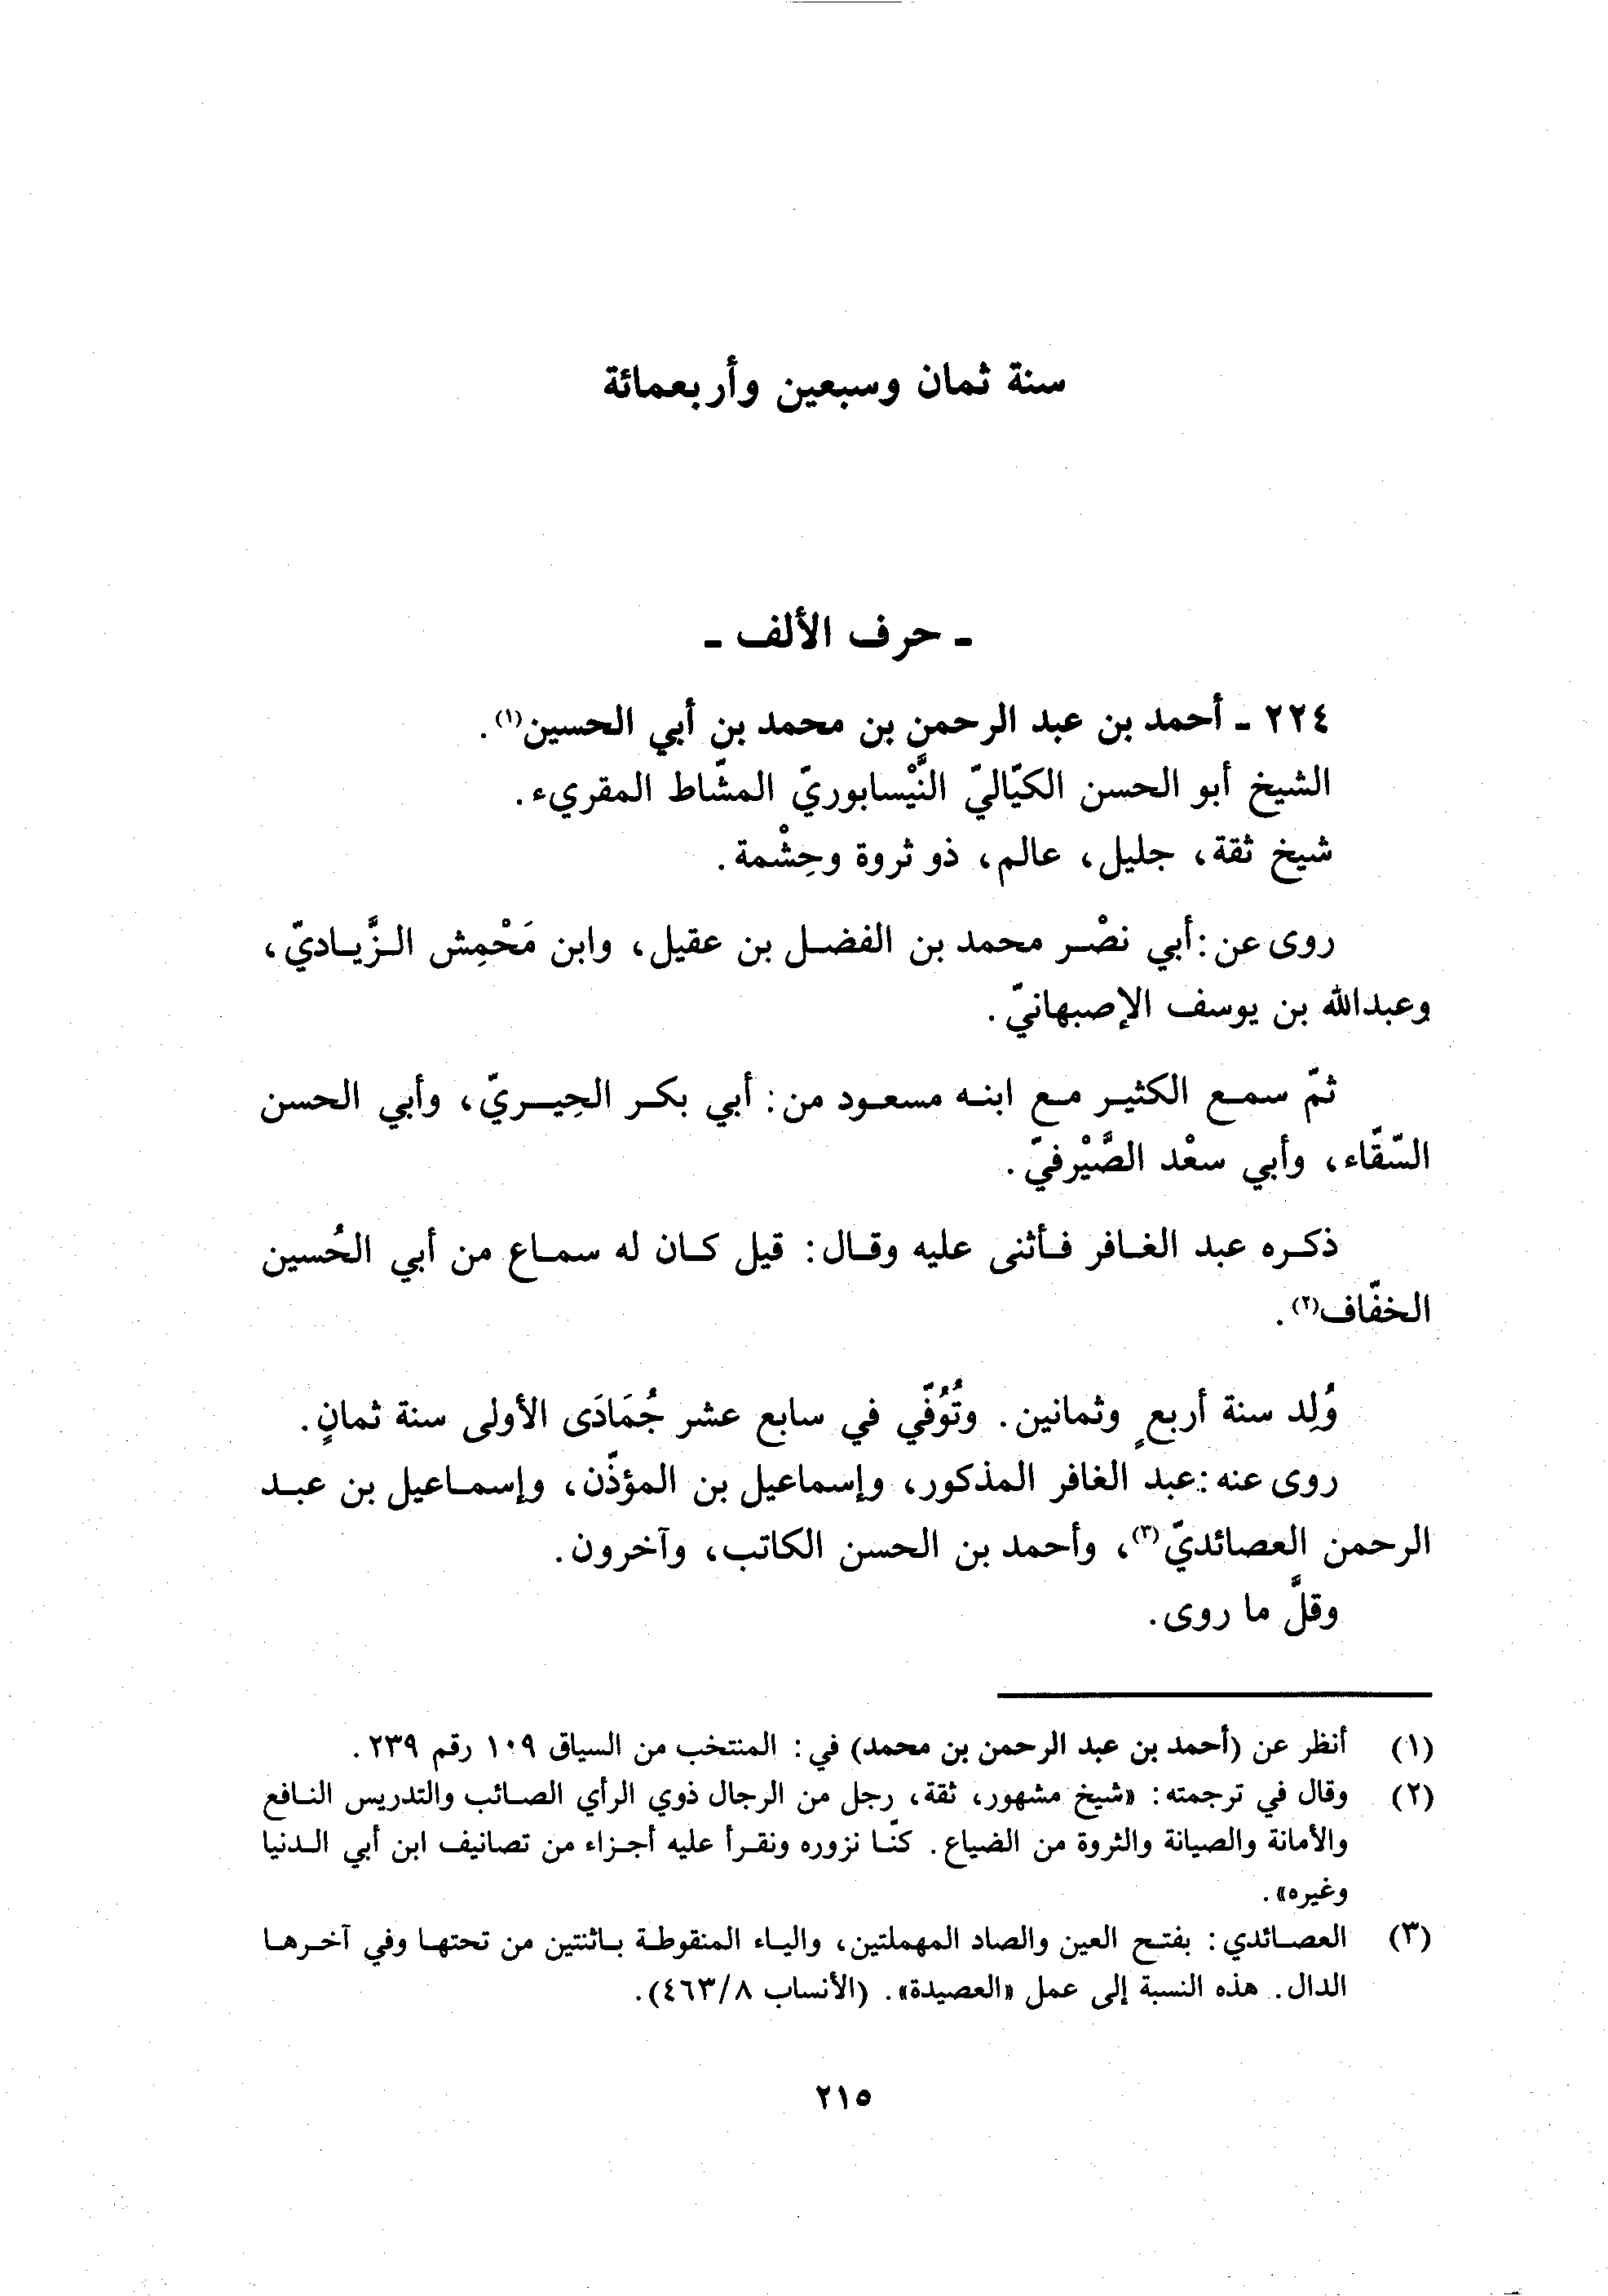 سنة ثمان وسبعين وأربعمائة
ـ حرف الألف ـ
٢٢٤ ـ أحمد بن عبد الرحمن بن محمد بن أبي الحسين(١).
الشيخ أبو الحسن الكيّاليّ النَّيْسابوريّ المشّاط المقريء.
شيخ ثقة، جليل، عالم، ذو ثروة وحِشْمة.
روى عن: أبي نصْر محمد بن الفضل بن عقيل، وابن مَحْمِش الزَّياديّ،
وعبدالله بن يوسف الإصبهانيّ.
ثمّ سمع الكثير مع ابنه مسعود من: أبي بكر الحِيريّ، وأبي الحسن
السّقّاء، وأبي سعْد الصَّيْرفيّ.
ذكره عبد الغافر فأثنى عليه وقال: قيل كان له سماع من أبي الحُسين
الخفّاف(٢).
وُلِد سنة أربعٍ وثمانين. وتُوُفّي في سابع عشر جُمَادَى الأولى سنة ثمانٍ.
روى عنه: عبد الغافر المذكور، وإسماعيل بن المؤذّن، وإسماعيل بن عبد
الرحمن العصائديّ(٣)، وأحمد بن الحسن الكاتب، وآخرون.
وقلَّ ما روى.
(١) أنظر عن (أحمد بن عبد الرحمن بن محمد) في: المنتخب من السياق ١٠٩ رقم ٢٣٩.
(٢) وقال في ترجمته: «شيخ مشهور، ثقة، رجل من الرجال ذوي الرأي الصائب والتدريس النافع
والأمانة والصيانة والثروة من الضياع. كنّا نزوره ونقرأ عليه أجزاء من تصانيف ابن أبي الدنيا
وغيره».
(٣) العصائدي: بفتح العين والصاد المهملتين، والياء المنقوطة باثنتين من تحتها وفي آخرها
الدال. هذه النسبة إلى عمل «العصيدة». (الأنساب ٤٦٣/٨).
٢١٥